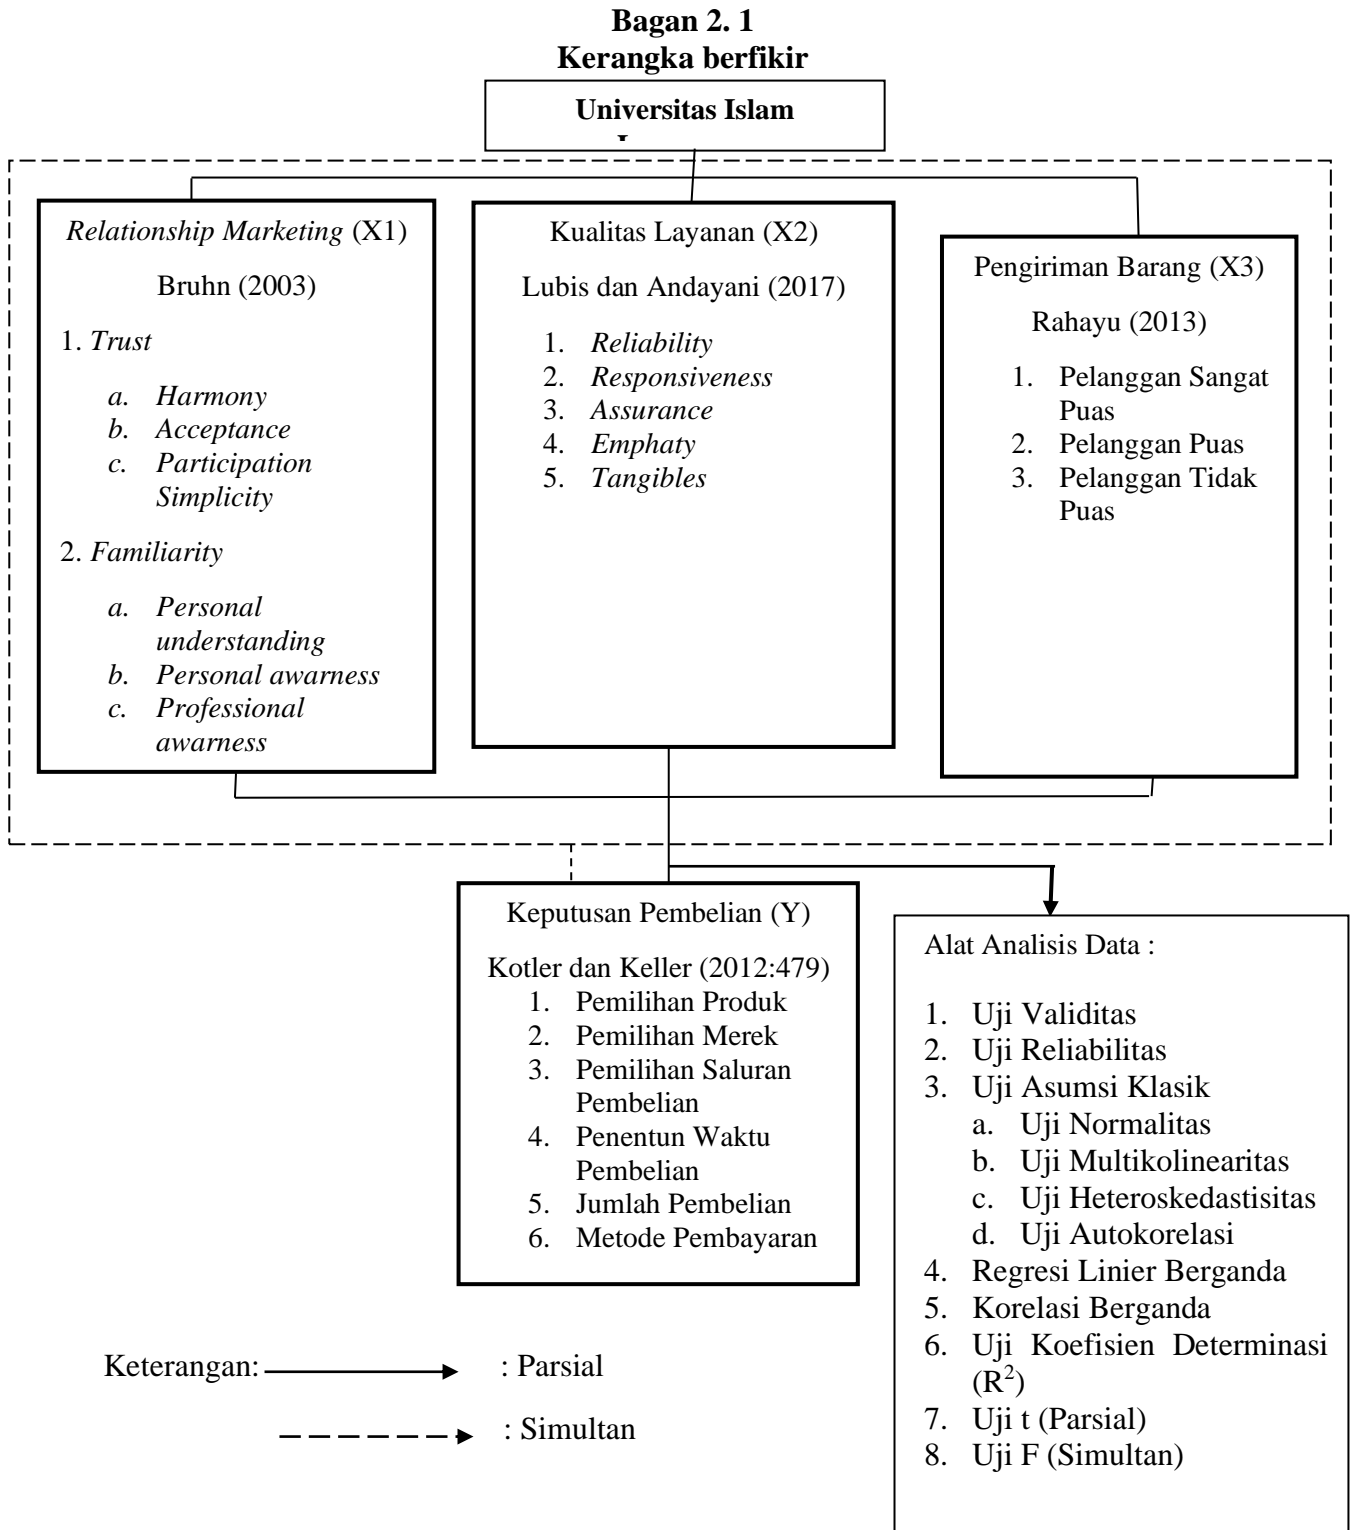 Bagan 2. 1
Kerangka berfikir
Universitas Islam
Relationship Marketing (X1)
Bruhn (2003)
1. Trust
a. Harmony
b. Acceptance
c. Participation
Simplicity
2. Familiarity
a. Personal
understanding
b. Personal awarness
c. Professional
awarness
Kualitas Layanan (X2)
Lubis dan Andayani (2017)
1. Reliability
2. Responsiveness
3. Assurance
4. Emphaty
5. Tangibles
Pengiriman Barang (X3)
Rahayu (2013)
1. Pelanggan Sangat
Puas
2. Pelanggan Puas
3. Pelanggan Tidak
Puas
Keputusan Pembelian (Y)
Kotler dan Keller (2012:479)
1. Pemilihan Produk
2. Pemilihan Merek
3. Pemilihan Saluran
Pembelian
4. Penentun Waktu
Pembelian
5. Jumlah Pembelian
6. Metode Pembayaran
Alat Analisis Data :
1. Uji Validitas
2. Uji Reliabilitas
3. Uji Asumsi Klasik
a. Uji Normalitas
b. Uji Multikolinearitas
c. Uji Heteroskedastisitas
d. Uji Autokorelasi
4. Regresi Linier Berganda
5. Korelasi Berganda
6. Uji Koefisien Determinasi
(R²)
7. Uji t (Parsial)
8. Uji F (Simultan)
Keterangan: : Parsial
: Simultan